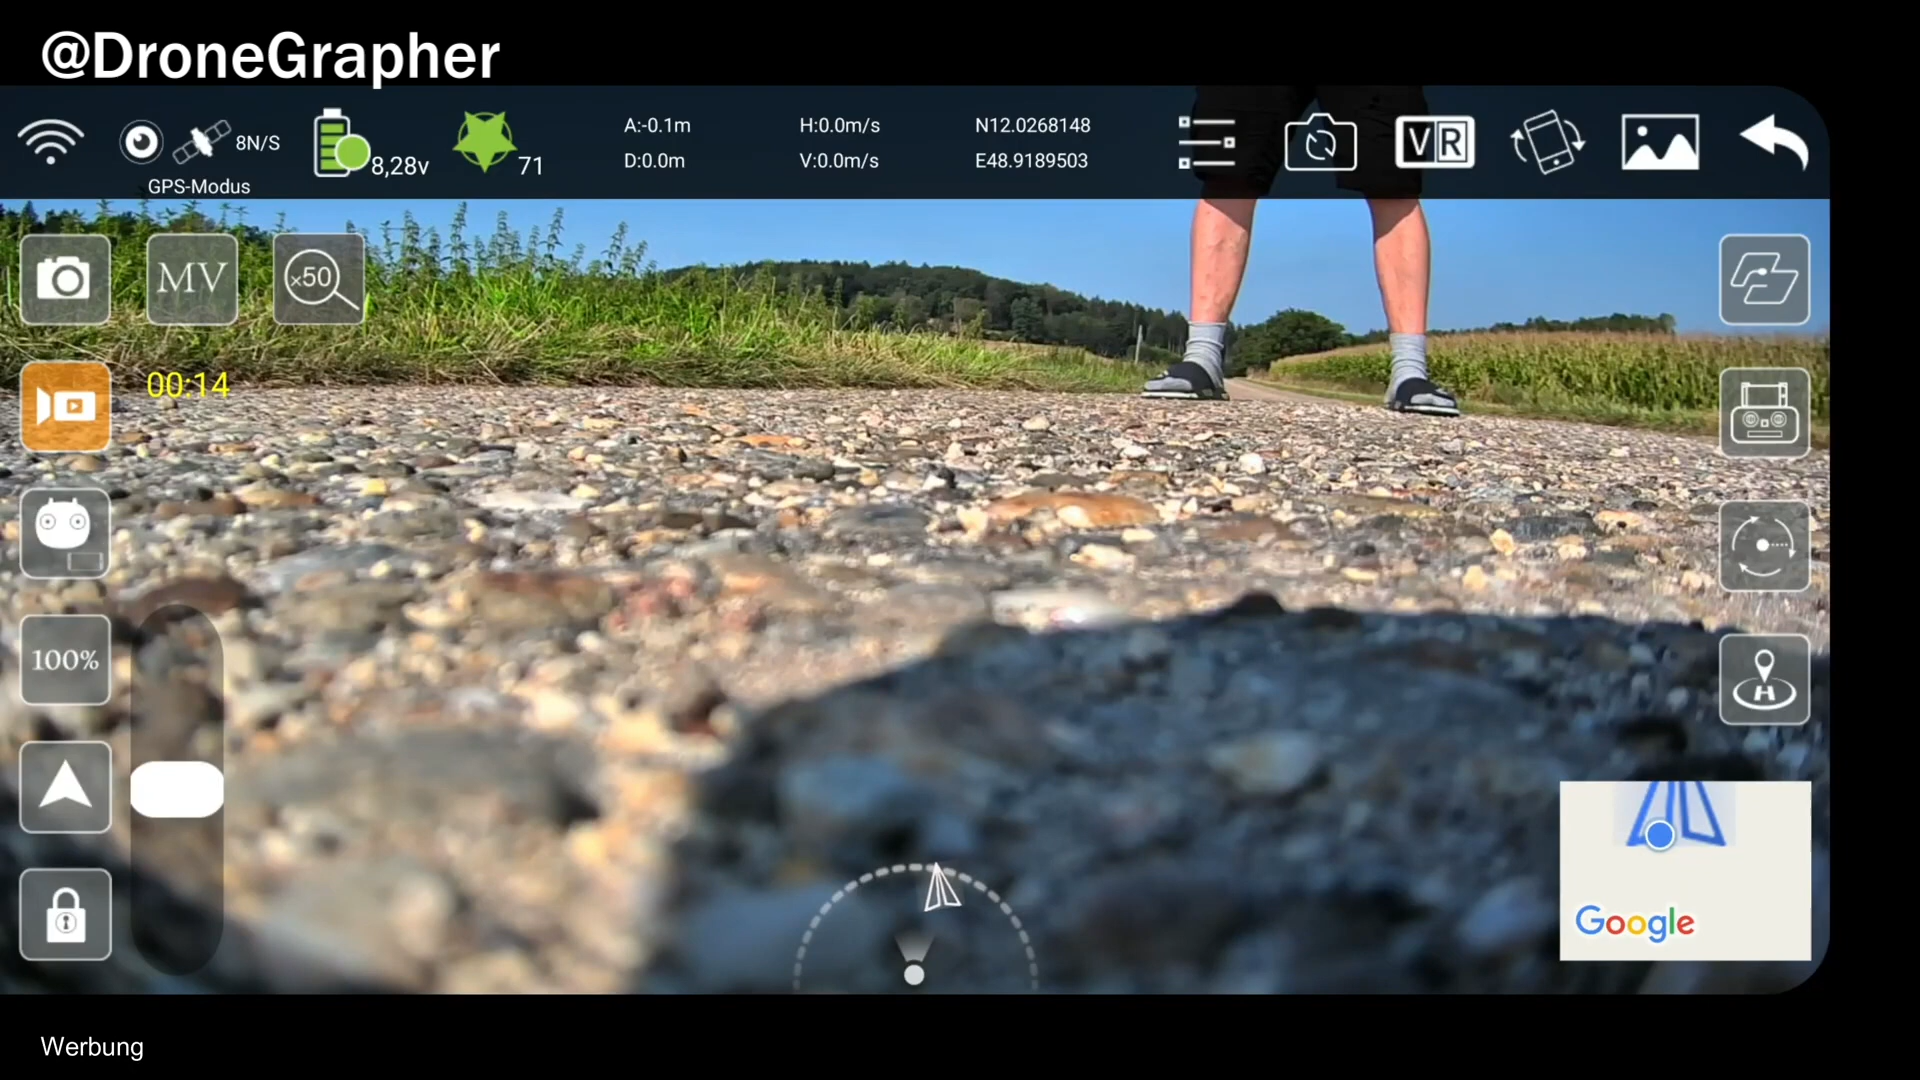 @DroneGrapher
8N/S
GPS-Modus
8,28v
71
A:-0.1m
H:0.0m/s
N12.0268148
D:0.0m
V:0.0m/s
E48.9189503
VR
MV
x50
00:14
100%
H
Google
Werbung